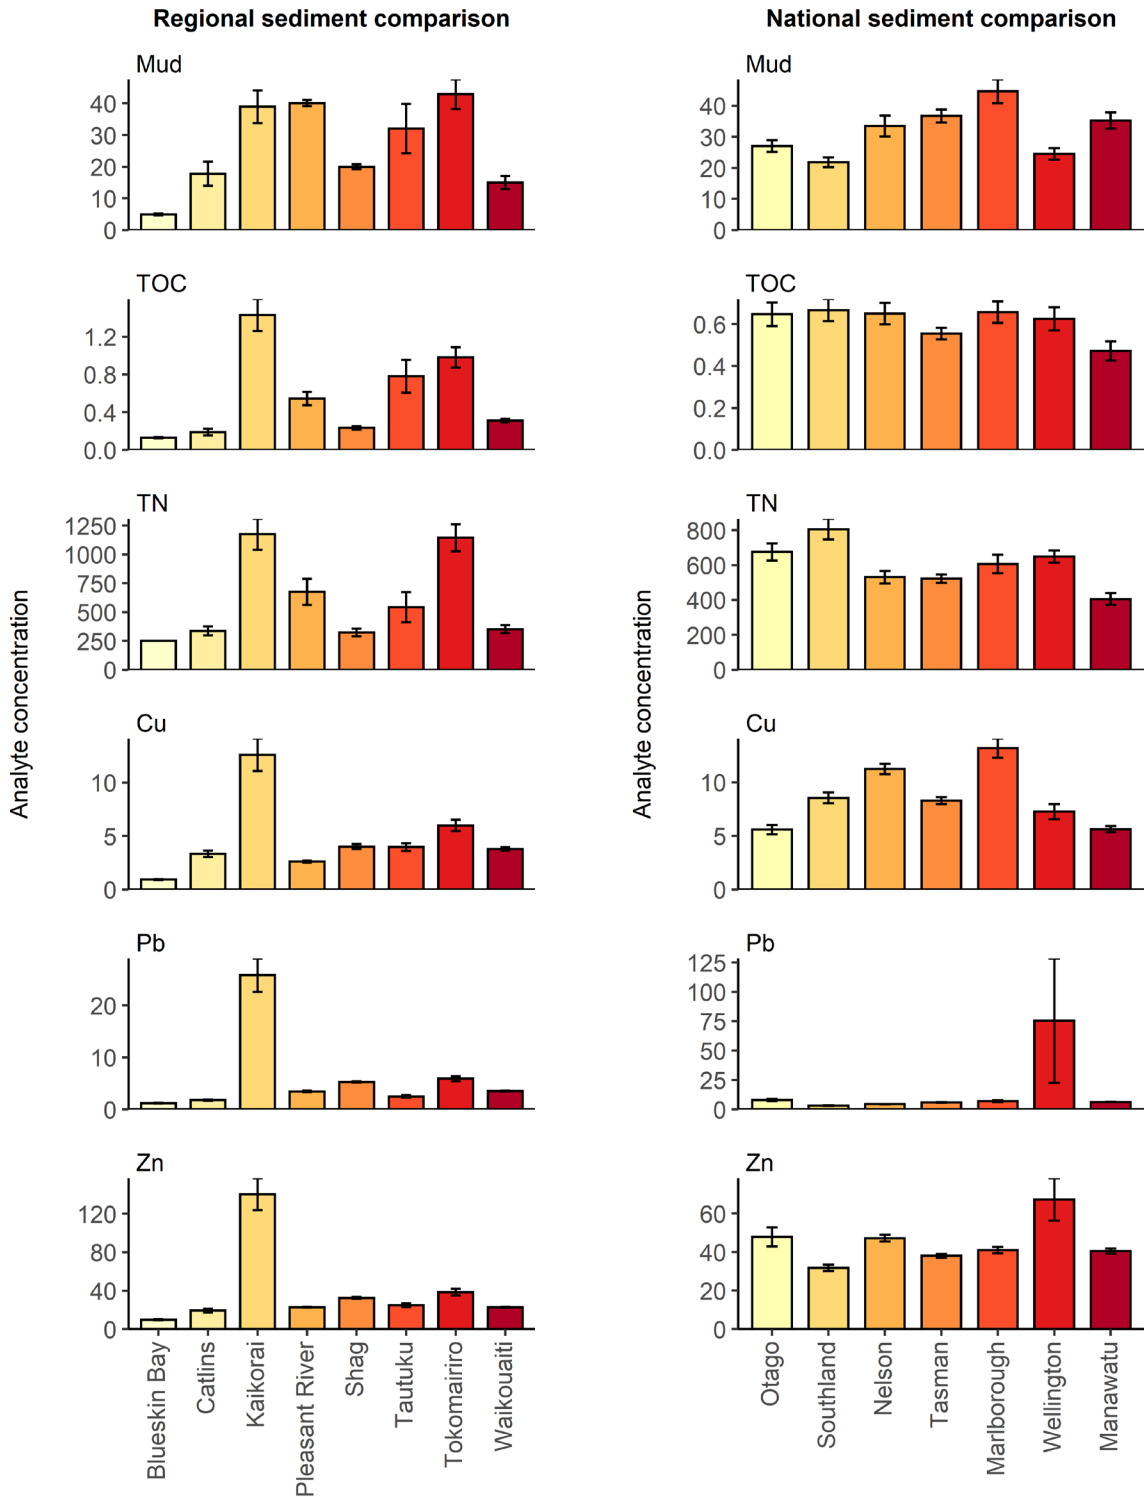 Regional sediment comparison
National sediment comparison
Analyte concentration
Mud
40
30
20
10
0
TOC
1.2
0.8
0.4
0.0
TN
1250
1000
750
500
250
0
Cu
10
5
0
Pb
20
10
0
Zn
120
80
40
0
Blueskin Bay
Catlins
Kaikorai
Pleasant River
Shag
Tautuku
Tokomairiro
Waikouaiti
Analyte concentration
Mud
40
30
20
10
0
TOC
0.6
0.4
0.2
0.0
TN
800
600
400
200
0
Cu
10
5
0
Pb
125
100
75
50
25
0
Zn
60
40
20
0
Otago
Southland
Nelson
Tasman
Marlborough
Wellington
Manawatu